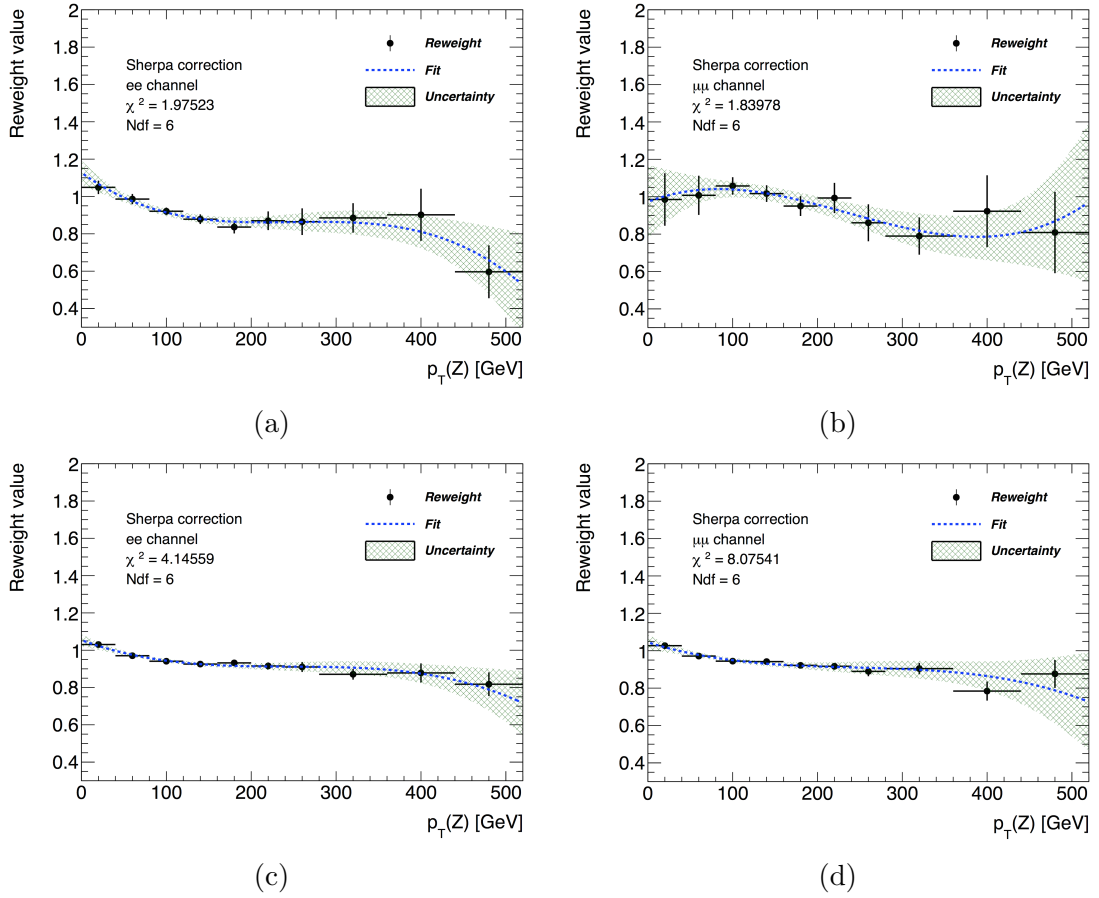 Reweight value
2
1.8
1.6
1.4
1.2
1
0.8
0.6
0.4
0 100 200 300 400 500
p_T(Z) [GeV]
Sherpa correction
ee channel
χ² = 1.97523
Ndf = 6
Reweight
Fit
Uncertainty
(a)
Reweight value
2
1.8
1.6
1.4
1.2
1
0.8
0.6
0.4
0 100 200 300 400 500
p_T(Z) [GeV]
Sherpa correction
μμ channel
χ² = 1.83978
Ndf = 6
Reweight
Fit
Uncertainty
(b)
Reweight value
2
1.8
1.6
1.4
1.2
1
0.8
0.6
0.4
0 100 200 300 400 500
p_T(Z) [GeV]
Sherpa correction
ee channel
χ² = 4.14559
Ndf = 6
Reweight
Fit
Uncertainty
(c)
Reweight value
2
1.8
1.6
1.4
1.2
1
0.8
0.6
0.4
0 100 200 300 400 500
p_T(Z) [GeV]
Sherpa correction
μμ channel
χ² = 8.07541
Ndf = 6
Reweight
Fit
Uncertainty
(d)